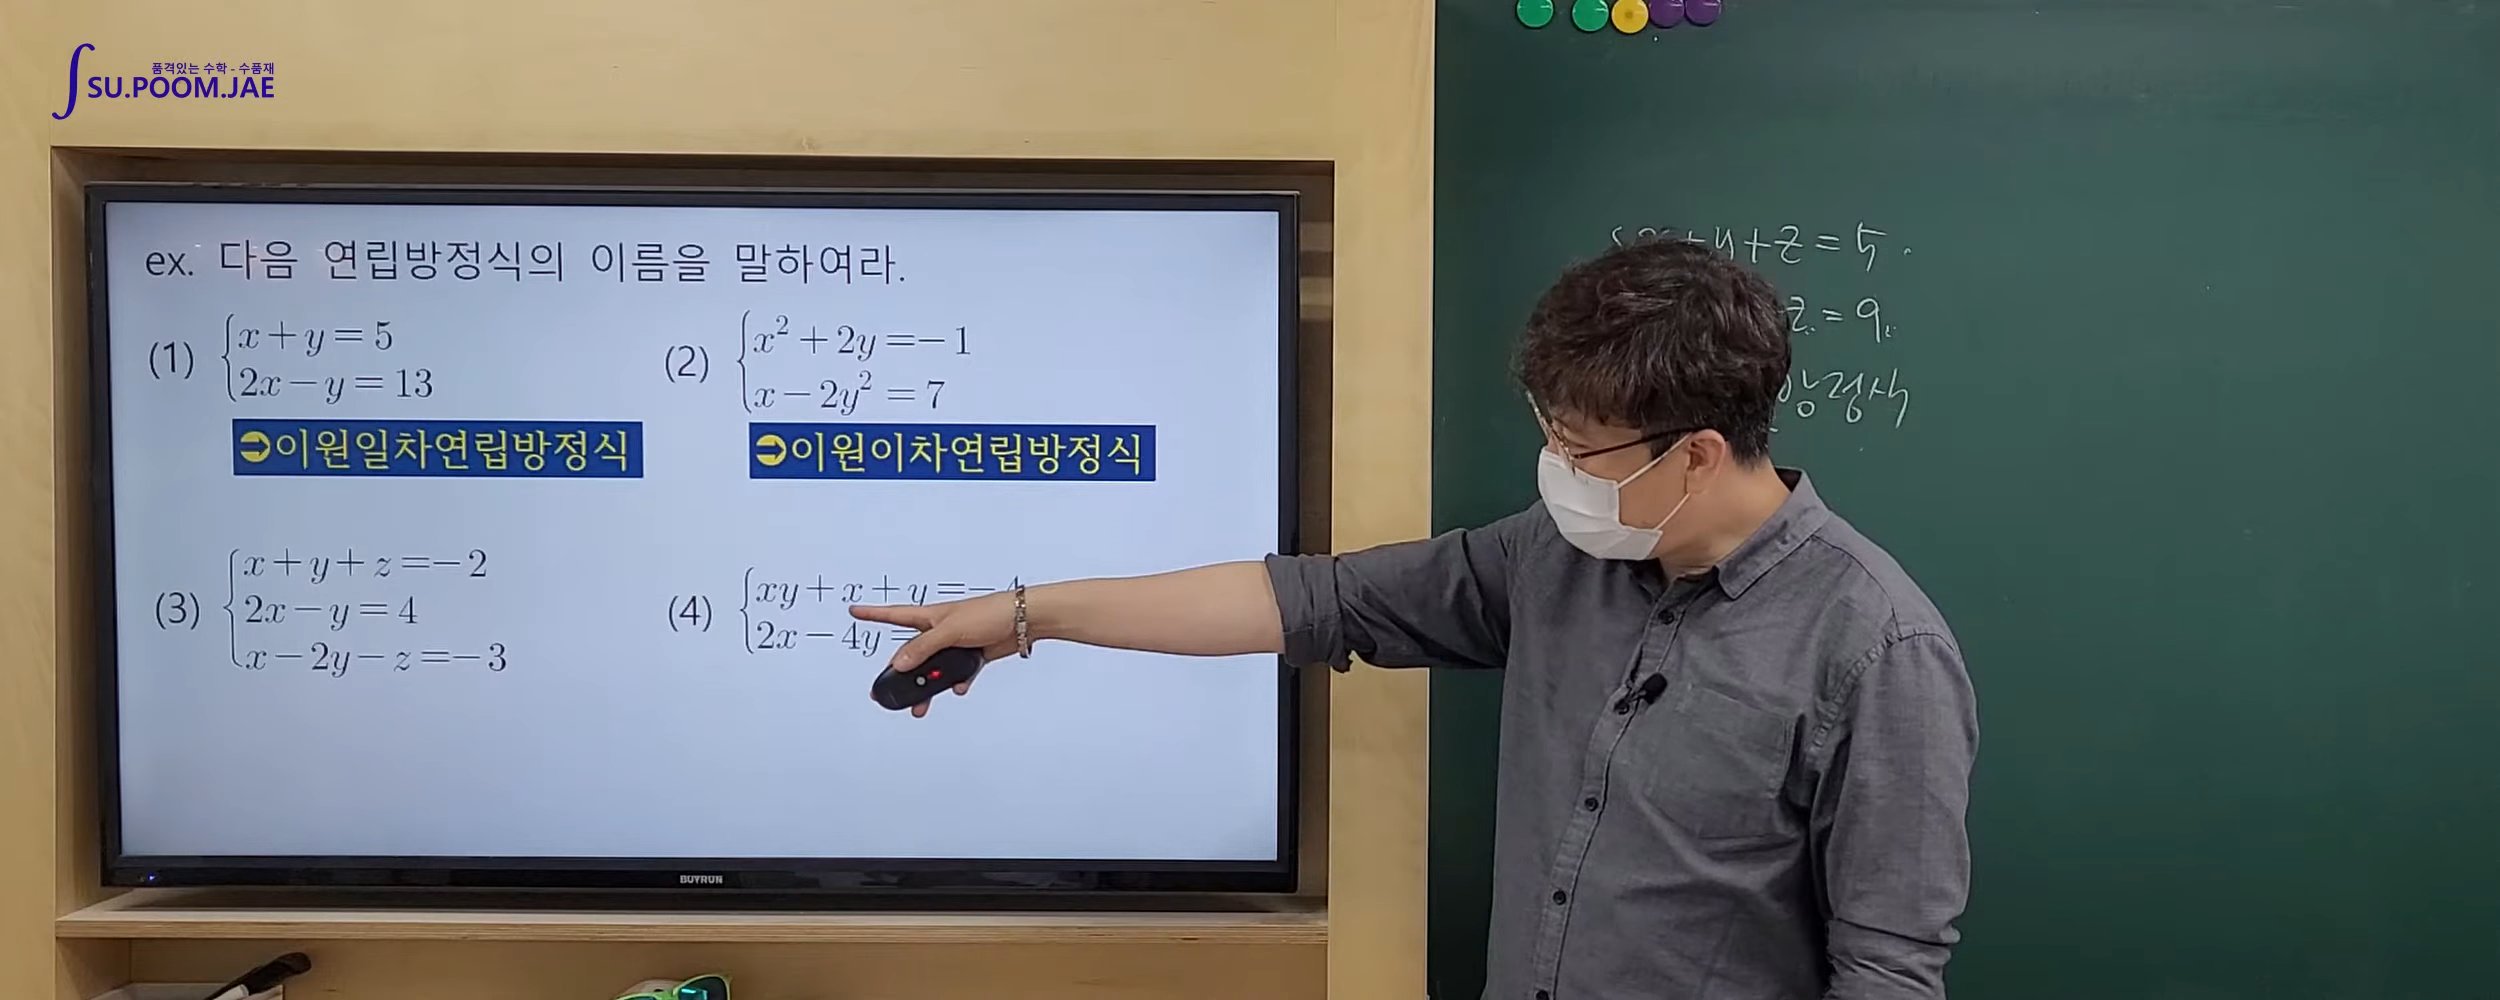 품격있는 수학 - 수품재
SU.POOM.JAE
ex. 다음 연립방정식의 이름을 말하여라.
(1) x+y=5
2x-y=13
➲이원일차연립방정식
(2) x²+2y=-1
x-2y²=7
➲이원이차연립방정식
(3) x+y+z=-2
2x-y=4
x-2y-z=-3
(4) xy+x+y=-4
2x-4y=
BUYRUN
+y+z=5
z=9
방정식